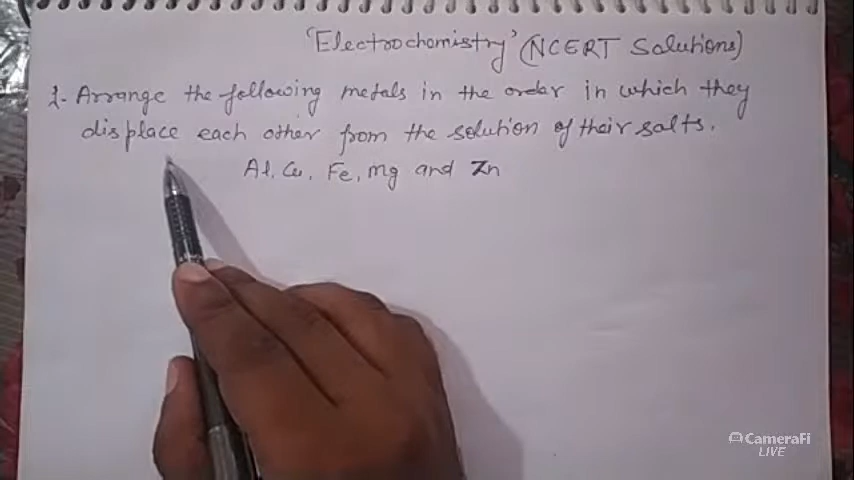 'Electrochemistry' (NCERT Solutions)
1. Arrange the following metals in the order in which they
displace each other from the solution of their salts.
Al, Cu, Fe, Mg and Zn
CameraFi
LIVE